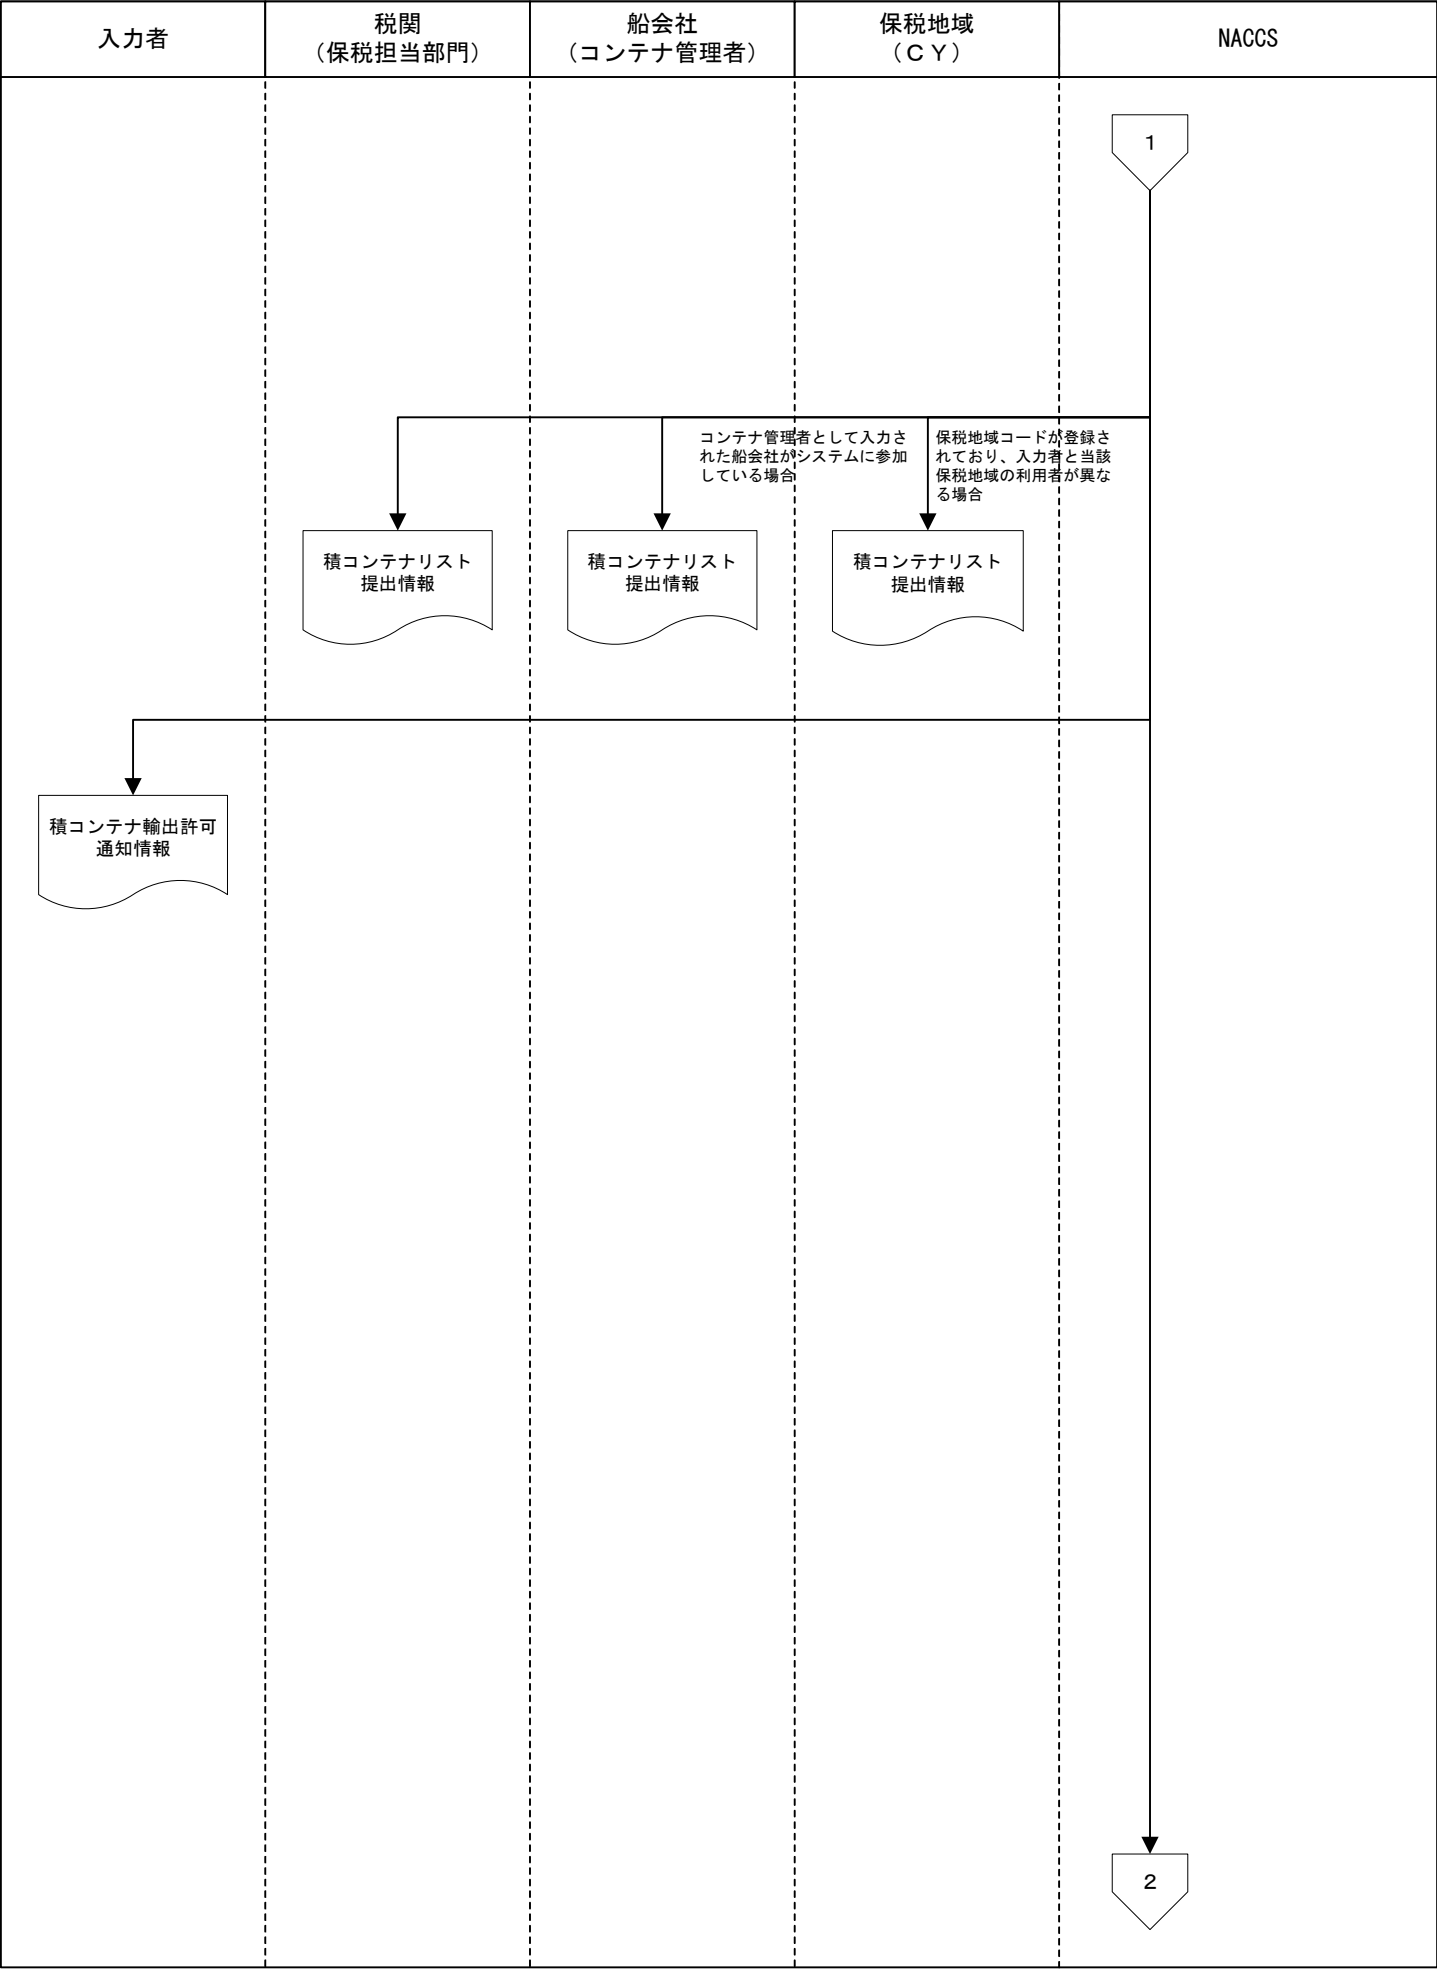 入力者
税関
（保税担当部門）
船会社
（コンテナ管理者）
保税地域
（ＣＹ）
NACCS
1
コンテナ管理者として入力さ
れた船会社がシステムに参加
している場合
保税地域コードが登録さ
れており、入力者と当該
保税地域の利用者が異な
る場合
積コンテナリスト
提出情報
積コンテナリスト
提出情報
積コンテナリスト
提出情報
積コンテナ輸出許可
通知情報
2